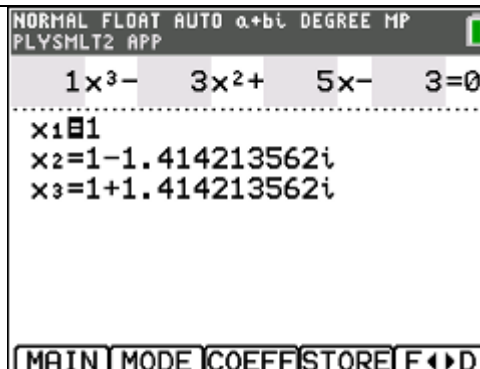 NORMAL FLOAT AUTO a+bi DEGREE MP
PLYSMLT2 APP
1x³- 3x²+ 5x- 3=0
x₁=1
x₂=1-1.414213562i
x₃=1+1.414213562i
MAIN MODE COEFF STORE F◂▸D